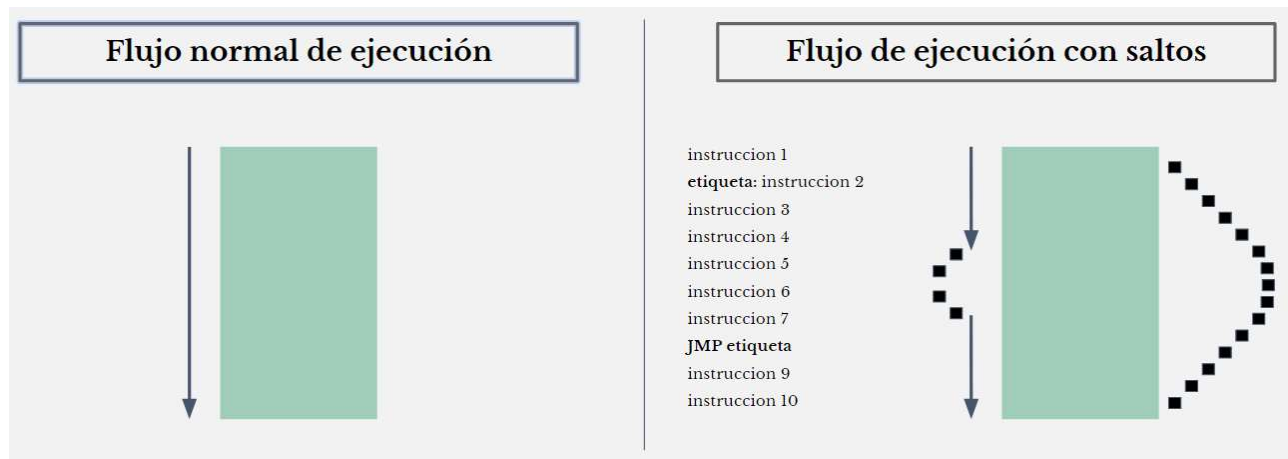 Flujo normal de ejecución
Flujo de ejecución con saltos
instruccion 1
etiqueta: instruccion 2
instruccion 3
instruccion 4
instruccion 5
instruccion 6
instruccion 7
JMP etiqueta
instruccion 9
instruccion 10